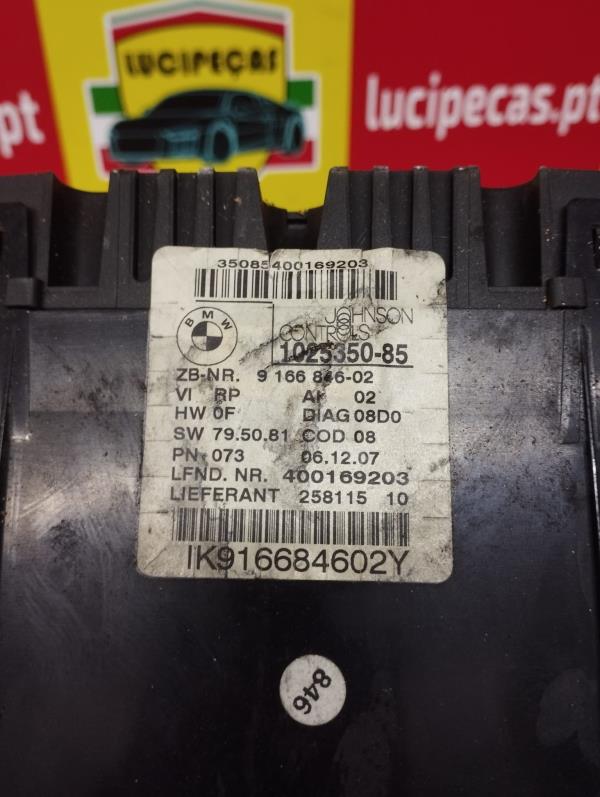 LUCIPEÇAS
.pt
lucipecas.pt
35085400169203
BMW
JOHNSON
CONTROLS
1025350-85
ZB-NR. 9 166 846-02
VI RP AI 02
HW 0F DIAG 08D0
SW 79.50.81 COD 08
PN 073 06.12.07
LFND. NR. 400169203
LIEFERANT 258115 10
IK916684602Y
846